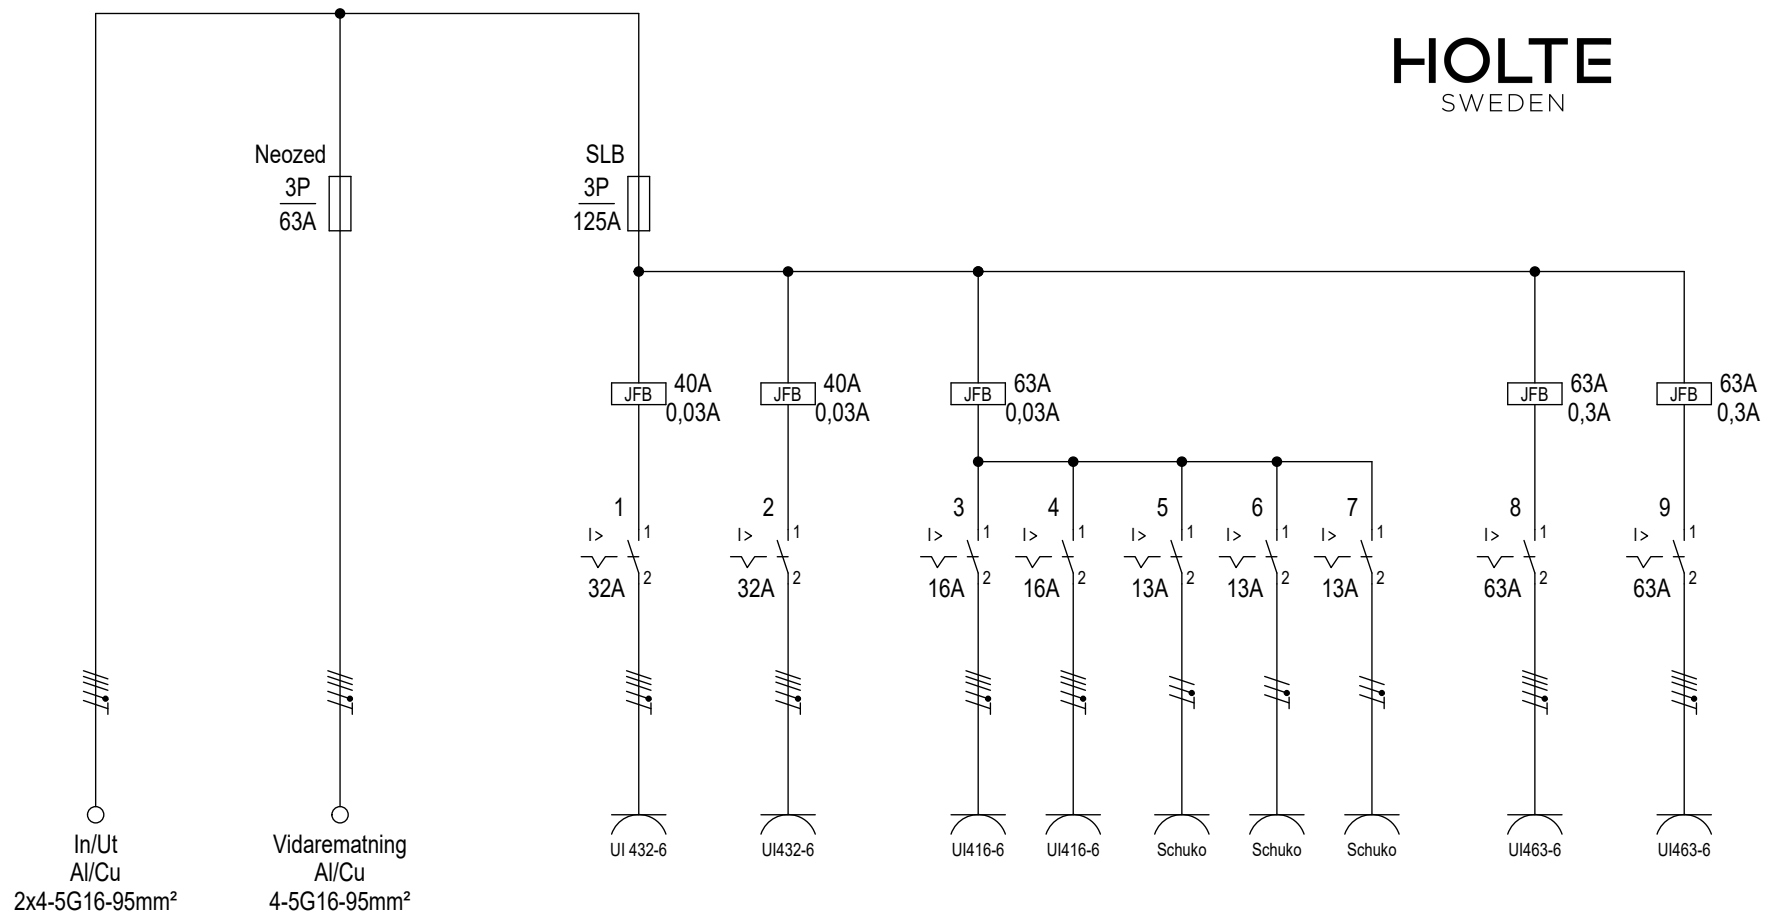 HOLTE
SWEDEN
Neozed
3P
63A
SLB
3P
125A
JFB
40A
0,03A
JFB
40A
0,03A
JFB
63A
0,03A
JFB
63A
0,3A
JFB
63A
0,3A
1
I>
1
2
32A
2
I>
1
2
32A
3
I>
1
2
16A
4
I>
1
2
16A
5
I>
1
2
13A
6
I>
1
2
13A
7
I>
1
2
13A
8
I>
1
2
63A
9
I>
1
2
63A
In/Ut
Al/Cu
2x4-5G16-95mm²
Vidarematning
Al/Cu
4-5G16-95mm²
UI 432-6
UI432-6
UI416-6
UI416-6
Schuko
Schuko
Schuko
UI463-6
UI463-6